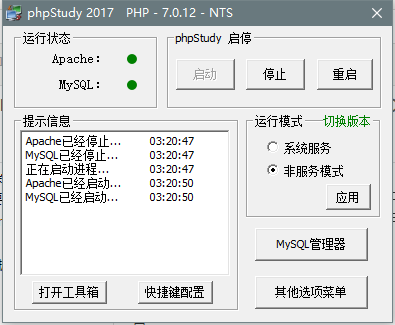 phpStudy 2017 PHP - 7.0.12 - NTS
运行状态
Apache:
MySQL:
phpStudy 启停
启动 停止 重启
提示信息
Apache已经停止... 03:20:47
MySQL已经停止... 03:20:47
正在启动进程... 03:20:47
Apache已经启动... 03:20:50
MySQL已经启动... 03:20:50
打开工具箱 快捷键配置
运行模式 切换版本
系统服务
非服务模式
应用
MySQL管理器
其他选项菜单